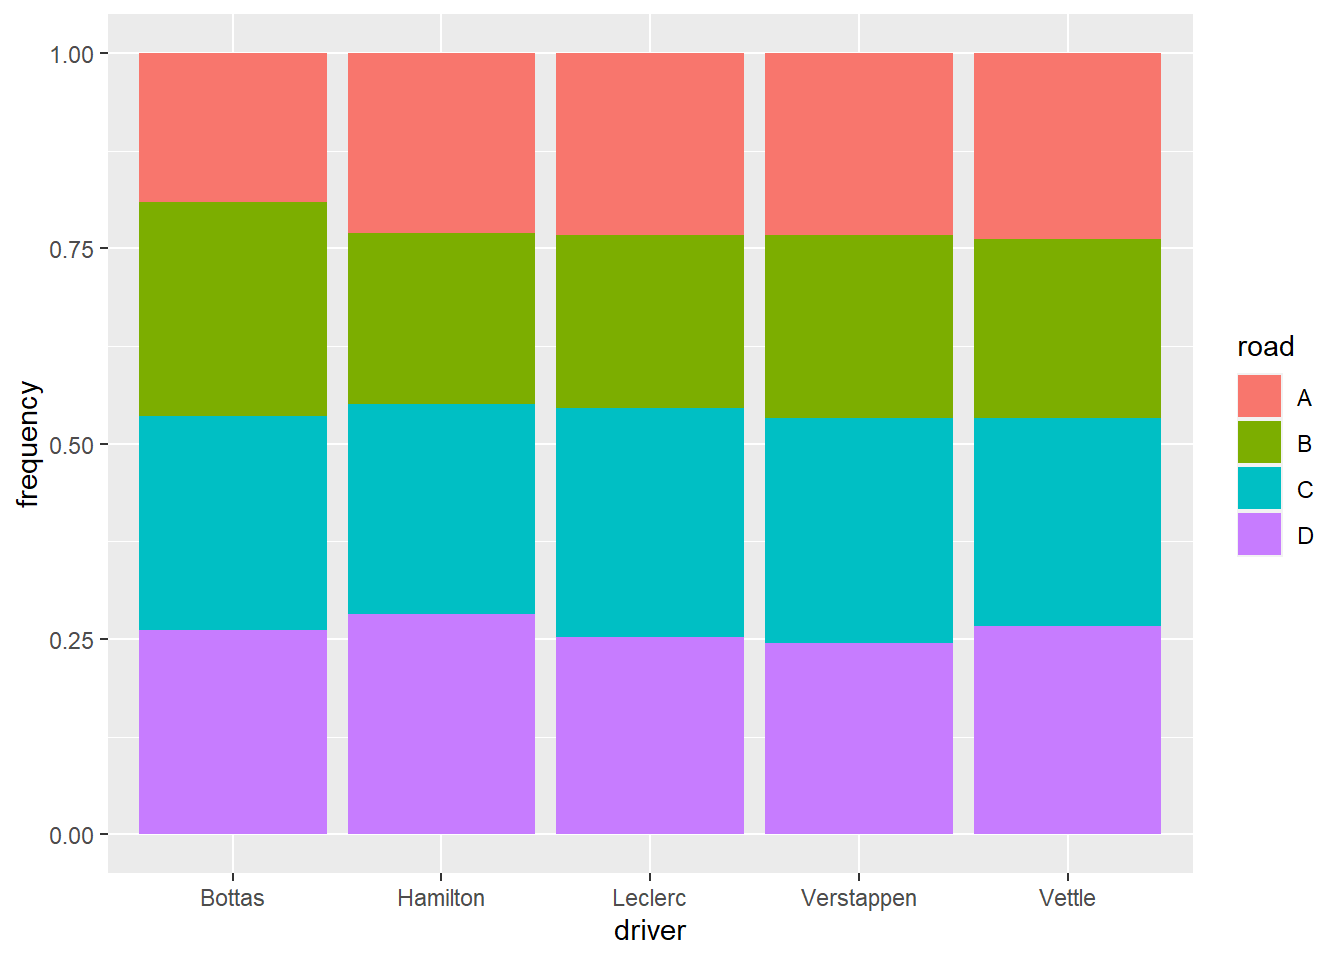 1.00
0.75
0.50
0.25
0.00
frequency
Bottas Hamilton Leclerc Verstappen Vettle
driver
road
A
B
C
D